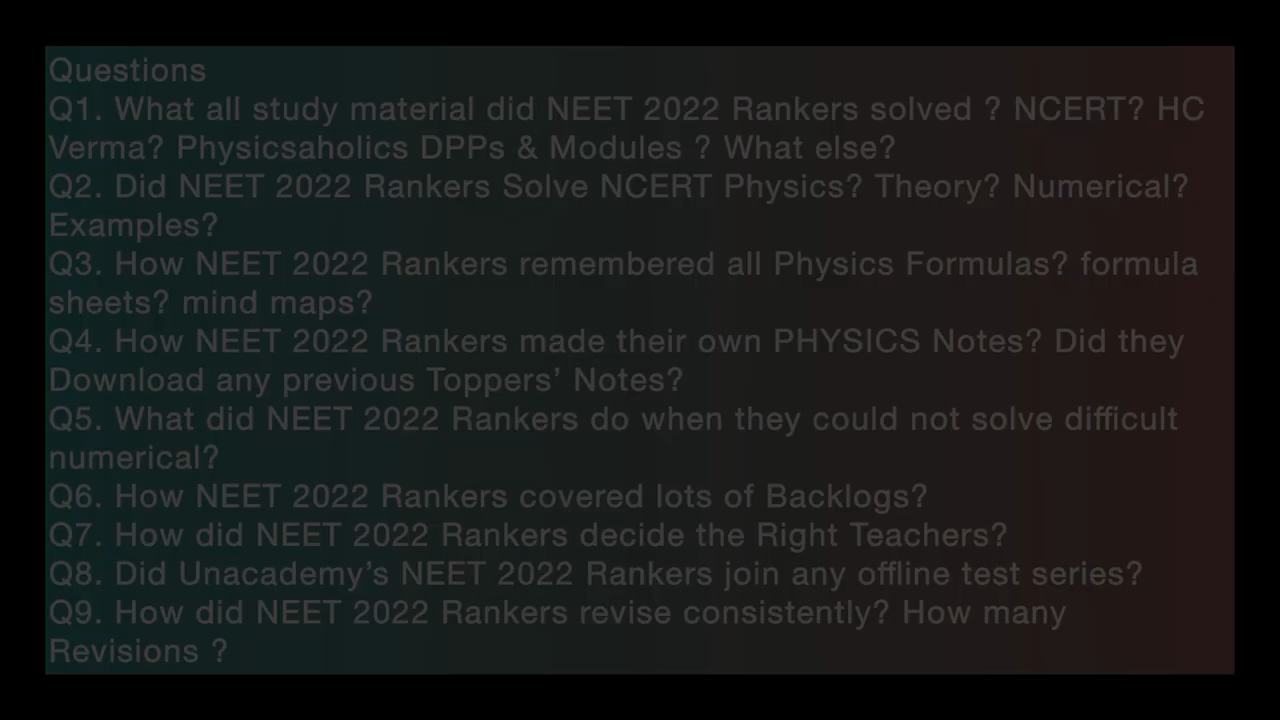 Questions
Q1. What all study material did NEET 2022 Rankers solved ? NCERT? HC
Verma? Physicsaholics DPPs & Modules ? What else?
Q2. Did NEET 2022 Rankers Solve NCERT Physics? Theory? Numerical?
Examples?
Q3. How NEET 2022 Rankers remembered all Physics Formulas? formula
sheets? mind maps?
Q4. How NEET 2022 Rankers made their own PHYSICS Notes? Did they
Download any previous Toppers’ Notes?
Q5. What did NEET 2022 Rankers do when they could not solve difficult
numerical?
Q6. How NEET 2022 Rankers covered lots of Backlogs?
Q7. How did NEET 2022 Rankers decide the Right Teachers?
Q8. Did Unacademy’s NEET 2022 Rankers join any offline test series?
Q9. How did NEET 2022 Rankers revise consistently? How many
Revisions ?